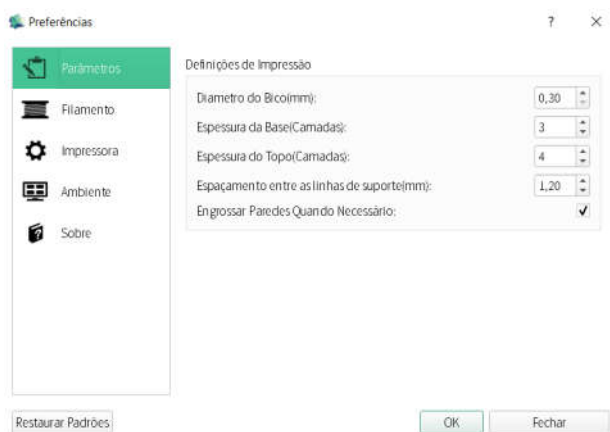 Preferências ? ×
Parâmetros
Filamento
Impressora
Ambiente
Sobre
Definições de Impressão
Diametro do Bico(mm): 0,30
Espessura da Base(Camadas): 3
Espessura do Topo(Camadas): 4
Espaçamento entre as linhas de suporte(mm): 1,20
Engrossar Paredes Quando Necessário:
Restaurar Padrões OK Fechar